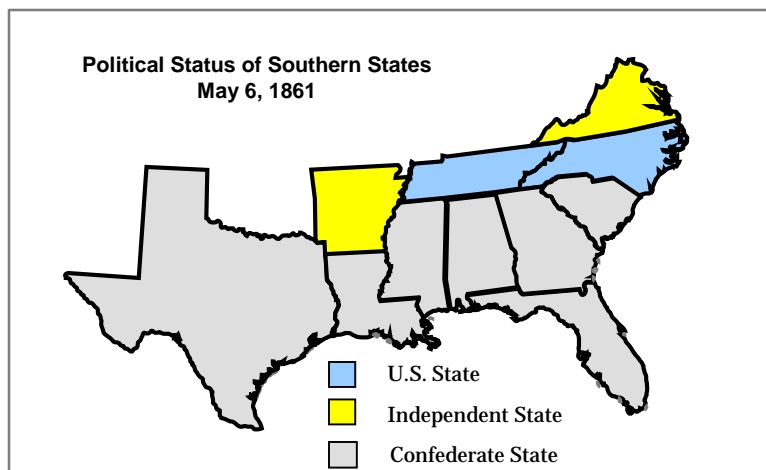 Political Status of Southern States
May 6, 1861
U.S. State
Independent State
Confederate State